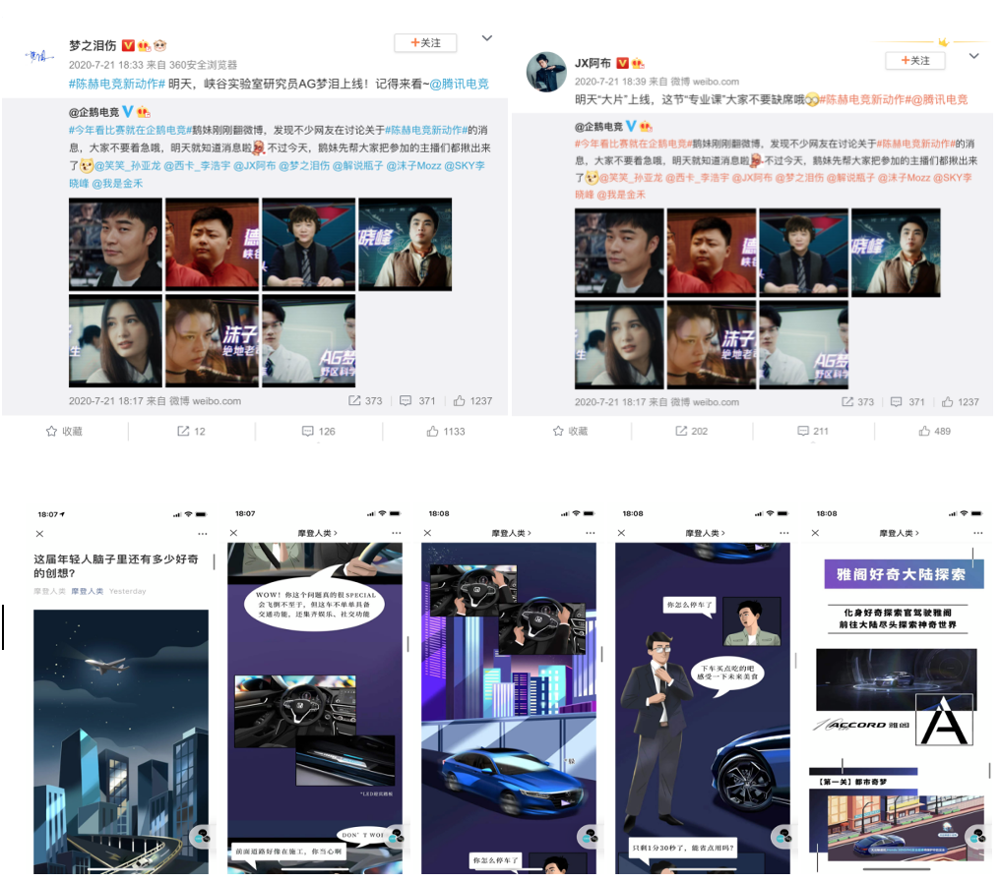 梦之泪伤
+关注
2020-7-21 18:33 来自 360安全浏览器
#陈赫电竞新动作# 明天，峡谷实验室研究员AG梦泪上线！记得来看~@腾讯电竞
@企鹅电竞
#今年看比赛就在企鹅电竞#鹅妹刚刚翻微博，发现不少网友在讨论关于#陈赫电竞新动作#的消
息，大家不要着急哦，明天就知道消息啦 不过今天，鹅妹先帮大家把参加的主播们都揪出来
了 @笑笑_孙亚龙 @西卡_李浩宇 @JX阿布 @梦之泪伤 @解说瓶子 @沫子Mozz @SKY李
晓峰 @我是金禾
德
峡谷
晓峰
生
沫子
绝地老
AG梦
野区科学
2020-7-21 18:17 来自 微博 weibo.com
373
371
1237
收藏
12
126
1133
JX阿布
+关注
2020-7-21 18:39 来自 微博 weibo.com
明天“大片”上线，这节“专业课”大家不要缺席哦 #陈赫电竞新动作#@腾讯电竞
@企鹅电竞
#今年看比赛就在企鹅电竞#鹅妹刚刚翻微博，发现不少网友在讨论关于#陈赫电竞新动作#的消
息，大家不要着急哦，明天就知道消息啦 不过今天，鹅妹先帮大家把参加的主播们都揪出来
了 @笑笑_孙亚龙 @西卡_李浩宇 @JX阿布 @梦之泪伤 @解说瓶子 @沫子Mozz @SKY李
晓峰 @我是金禾
德
峡谷
晓峰
生
沫子
绝地老
AG梦
野区科学
2020-7-21 18:17 来自 微博 weibo.com
373
371
1237
收藏
202
211
489
18:07
这届年轻人脑子里还有多少好奇
的创想?
摩登人类 摩登人类 Yesterday
18:07
摩登人类
WOW！你这个问题真的很SPECIAL
会飞倒不至于，但这车不单单具备
交通功能，还集齐娱乐、社交功能
*LED迎宾踏板
DON'T WO
前面道路好像在施工，你当心啊
18:08
摩登人类
*轻
你怎么停车了
18:08
摩登人类
你怎么停车了
下车买点吃的吧
感受一下未来美食
只剩1分30秒了，能省点用吗?
18:08
摩登人类
雅阁好奇大陆探索
化身好奇探索官驾驶雅阁
前往大陆尽头探索神奇世界
ACCORD 雅阁
A
【第一关】都市奇梦